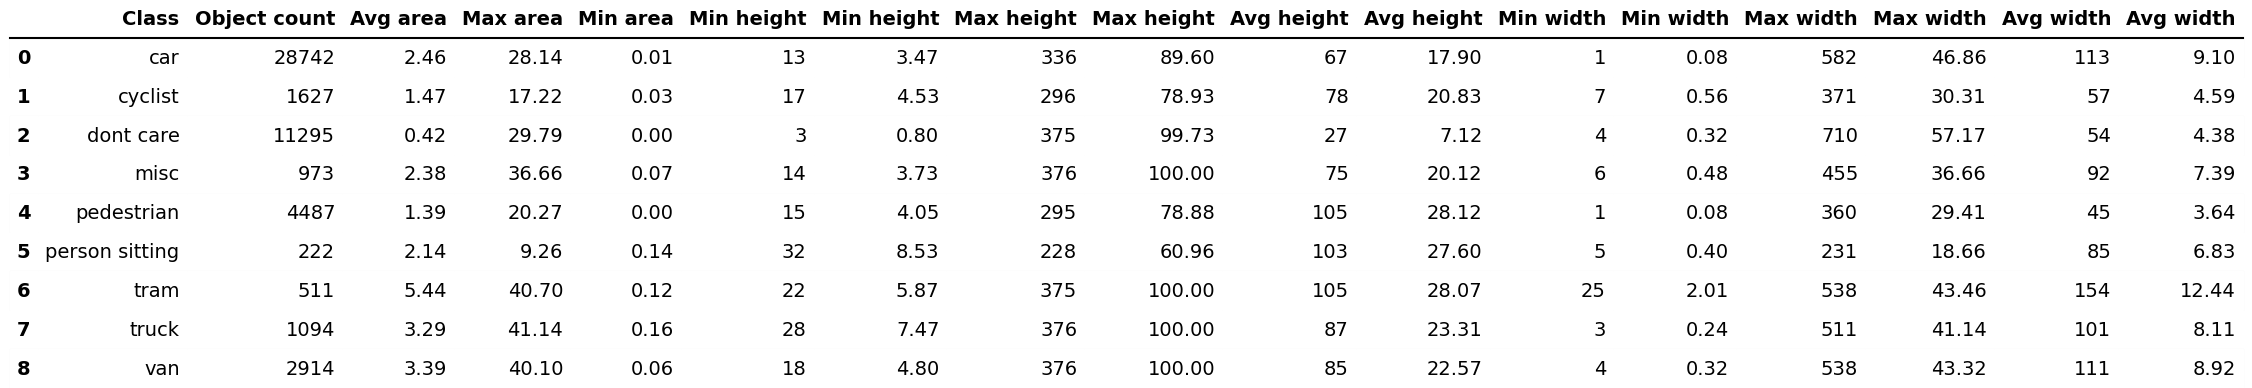 Class Object count Avg area Max area Min area Min height Min height Max height Max height Avg height Avg height Min width Min width Max width Max width Avg width Avg width
0 car 28742 2.46 28.14 0.01 13 3.47 336 89.60 67 17.90 1 0.08 582 46.86 113 9.10
1 cyclist 1627 1.47 17.22 0.03 17 4.53 296 78.93 78 20.83 7 0.56 371 30.31 57 4.59
2 dont care 11295 0.42 29.79 0.00 3 0.80 375 99.73 27 7.12 4 0.32 710 57.17 54 4.38
3 misc 973 2.38 36.66 0.07 14 3.73 376 100.00 75 20.12 6 0.48 455 36.66 92 7.39
4 pedestrian 4487 1.39 20.27 0.00 15 4.05 295 78.88 105 28.12 1 0.08 360 29.41 45 3.64
5 person sitting 222 2.14 9.26 0.14 32 8.53 228 60.96 103 27.60 5 0.40 231 18.66 85 6.83
6 tram 511 5.44 40.70 0.12 22 5.87 375 100.00 105 28.07 25 2.01 538 43.46 154 12.44
7 truck 1094 3.29 41.14 0.16 28 7.47 376 100.00 87 23.31 3 0.24 511 41.14 101 8.11
8 van 2914 3.39 40.10 0.06 18 4.80 376 100.00 85 22.57 4 0.32 538 43.32 111 8.92